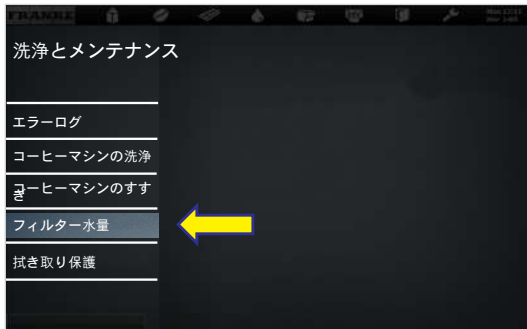 FRANKE
洗浄とメンテナンス
エラーログ
コーヒーマシンの洗浄
コーヒーマシンのすす
ぎ
フィルター水量
拭き取り保護